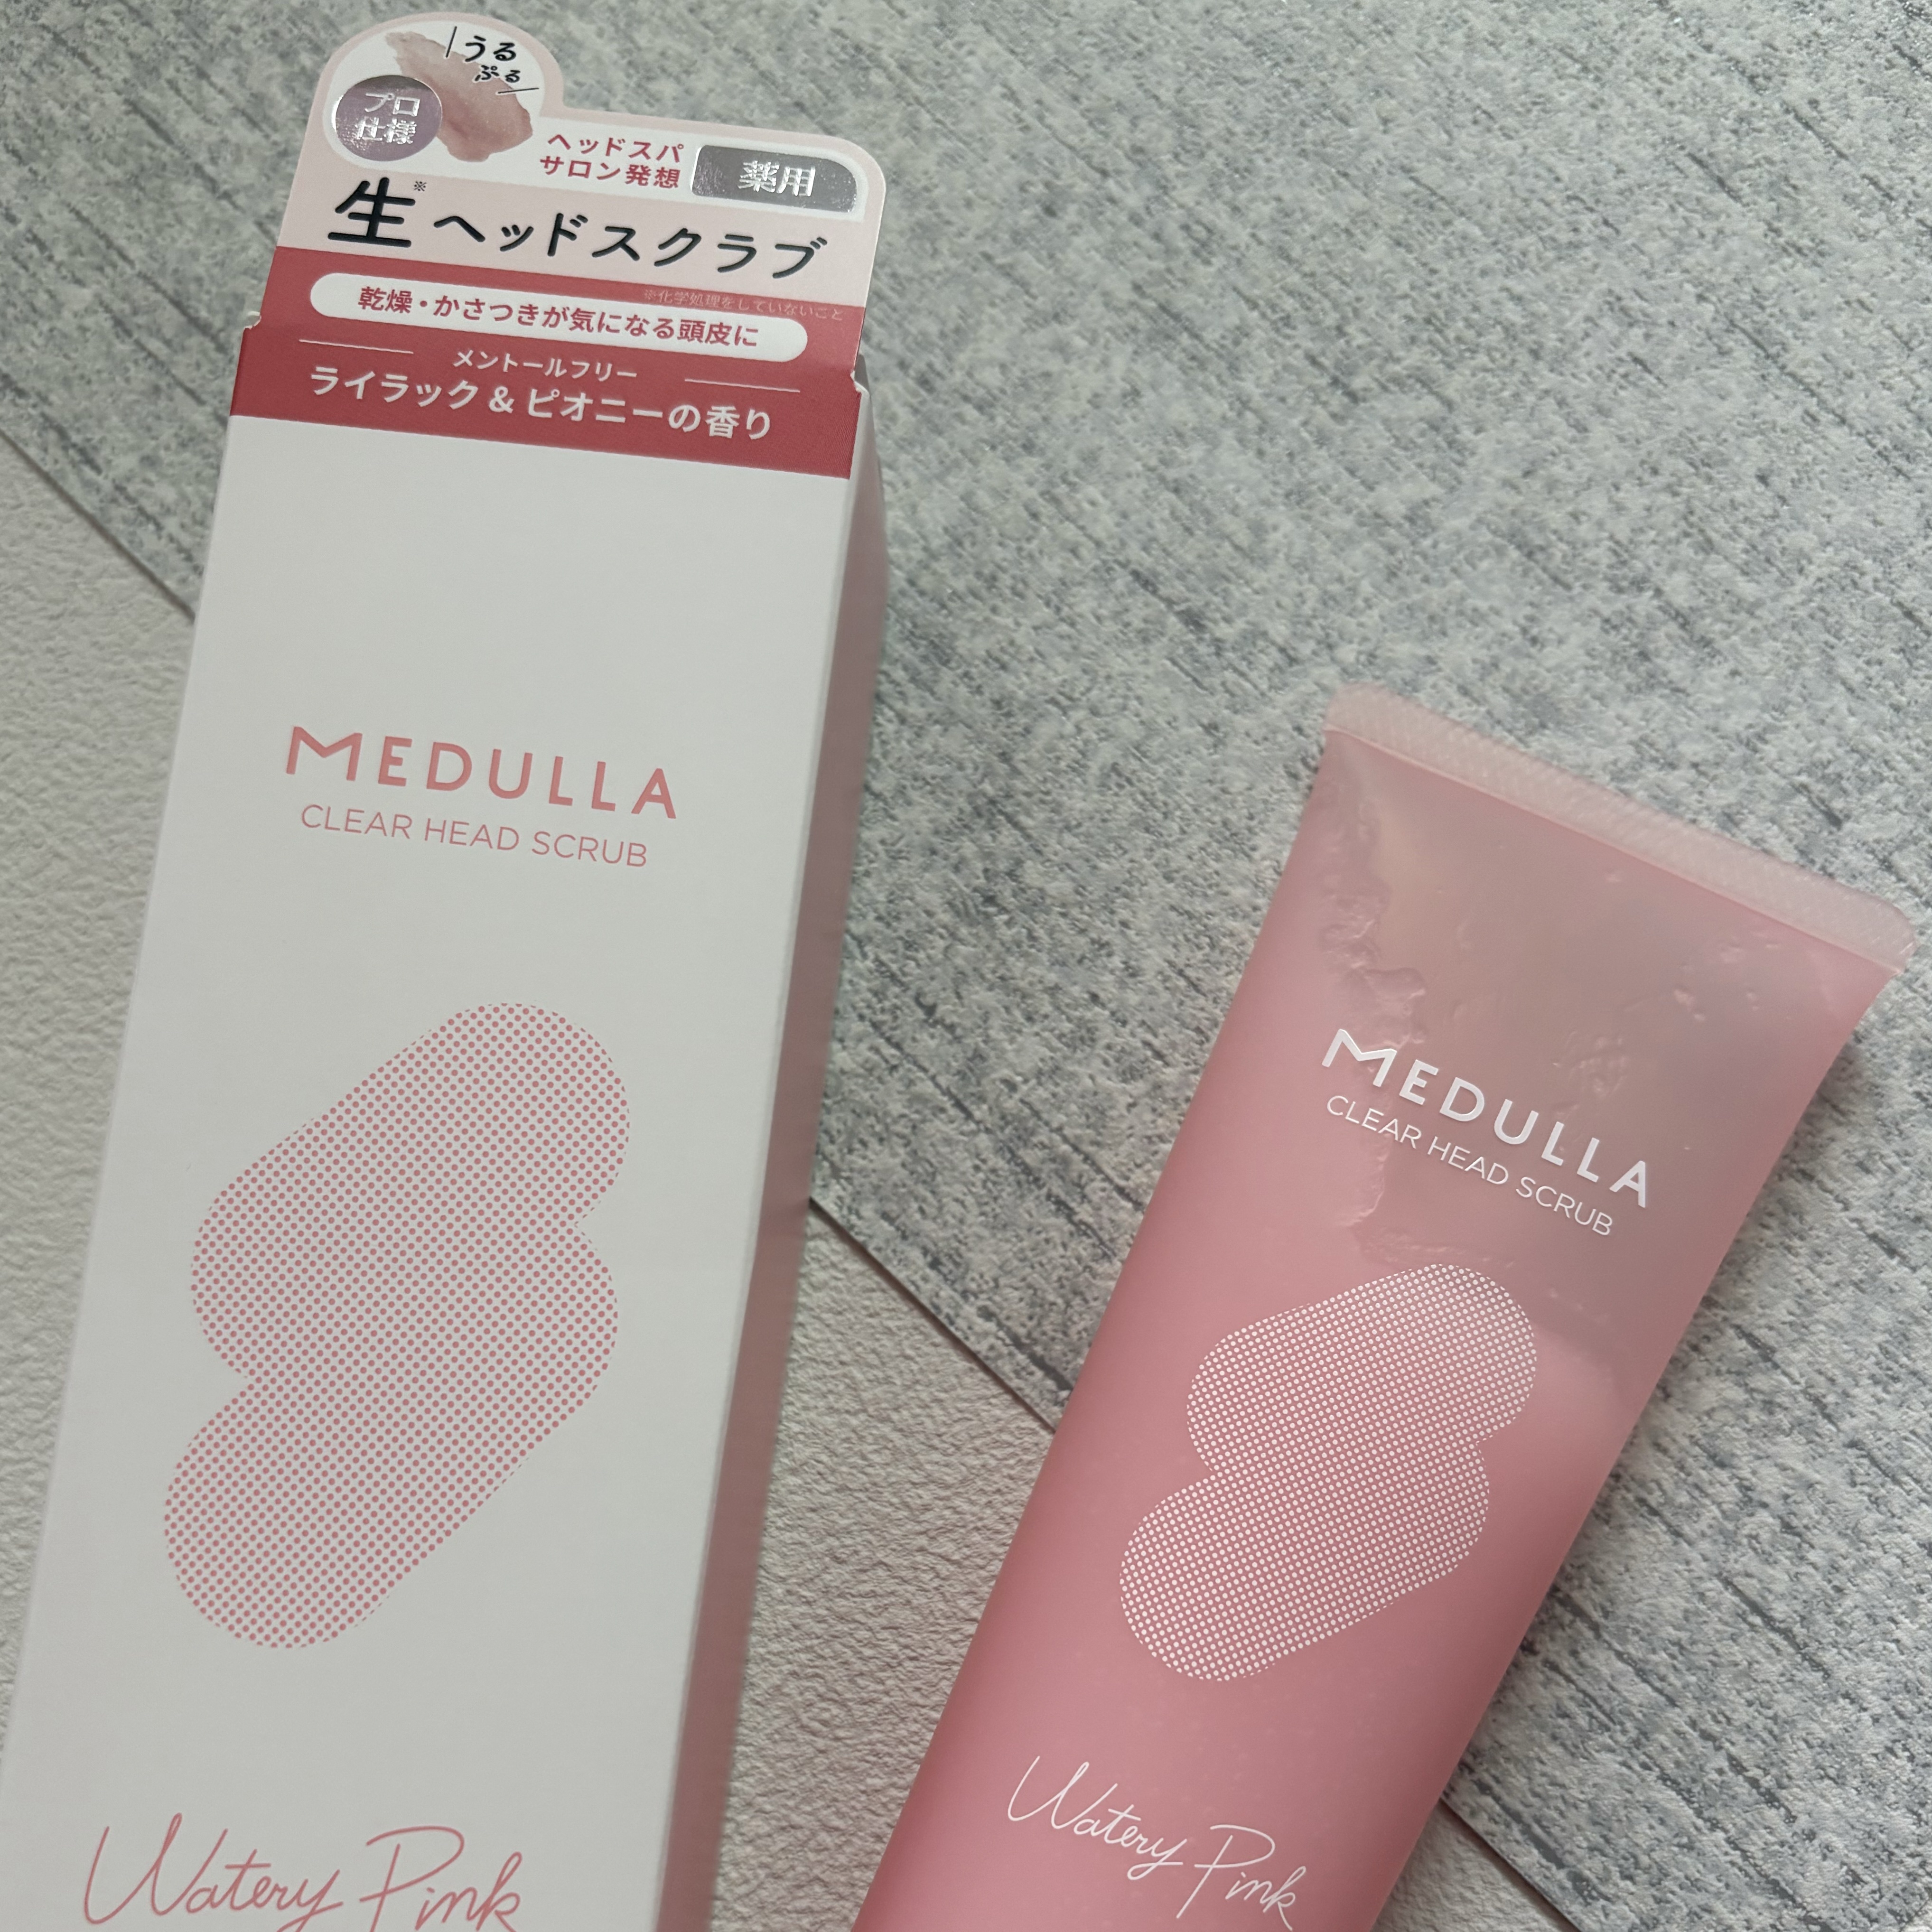 うる
ぷる
プロ
仕様
ヘッドスパ
サロン発想
薬用
生※ヘッドスクラブ
※化学処理をしていないこと
乾燥・かさつきが気になる頭皮に
メントールフリー
ライラック&ピオニーの香り
MEDULLA
CLEAR HEAD SCRUB
Watery Pink
MEDULLA
CLEAR HEAD SCRUB
Watery Pink